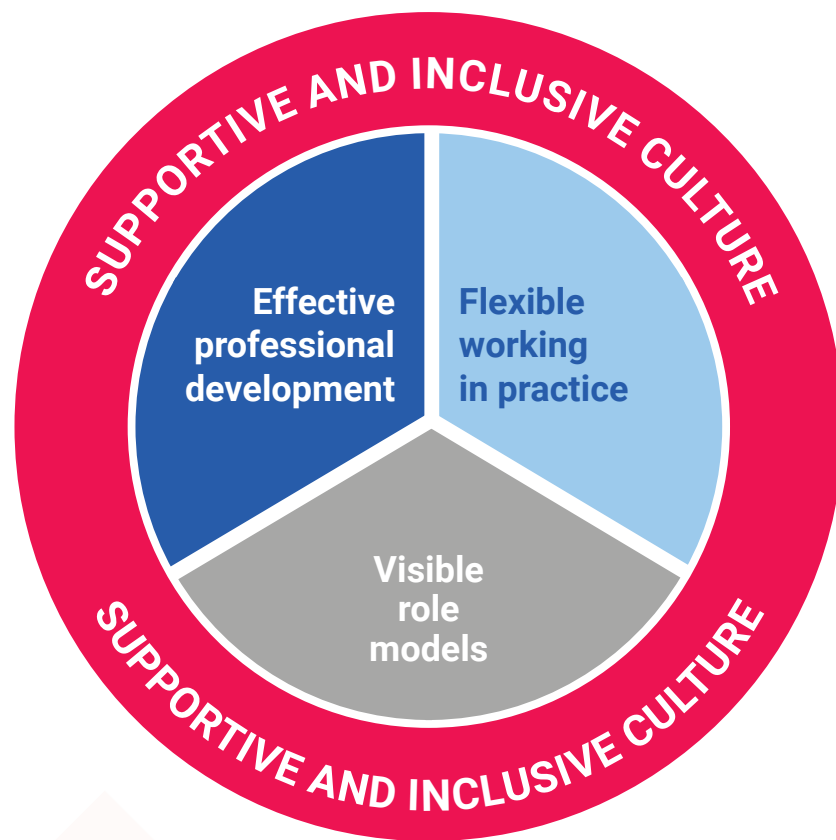 SUPPORTIVE AND INCLUSIVE CULTURE
Effective
professional
development
Flexible
working
in practice
Visible
role
models
SUPPORTIVE AND INCLUSIVE CULTURE